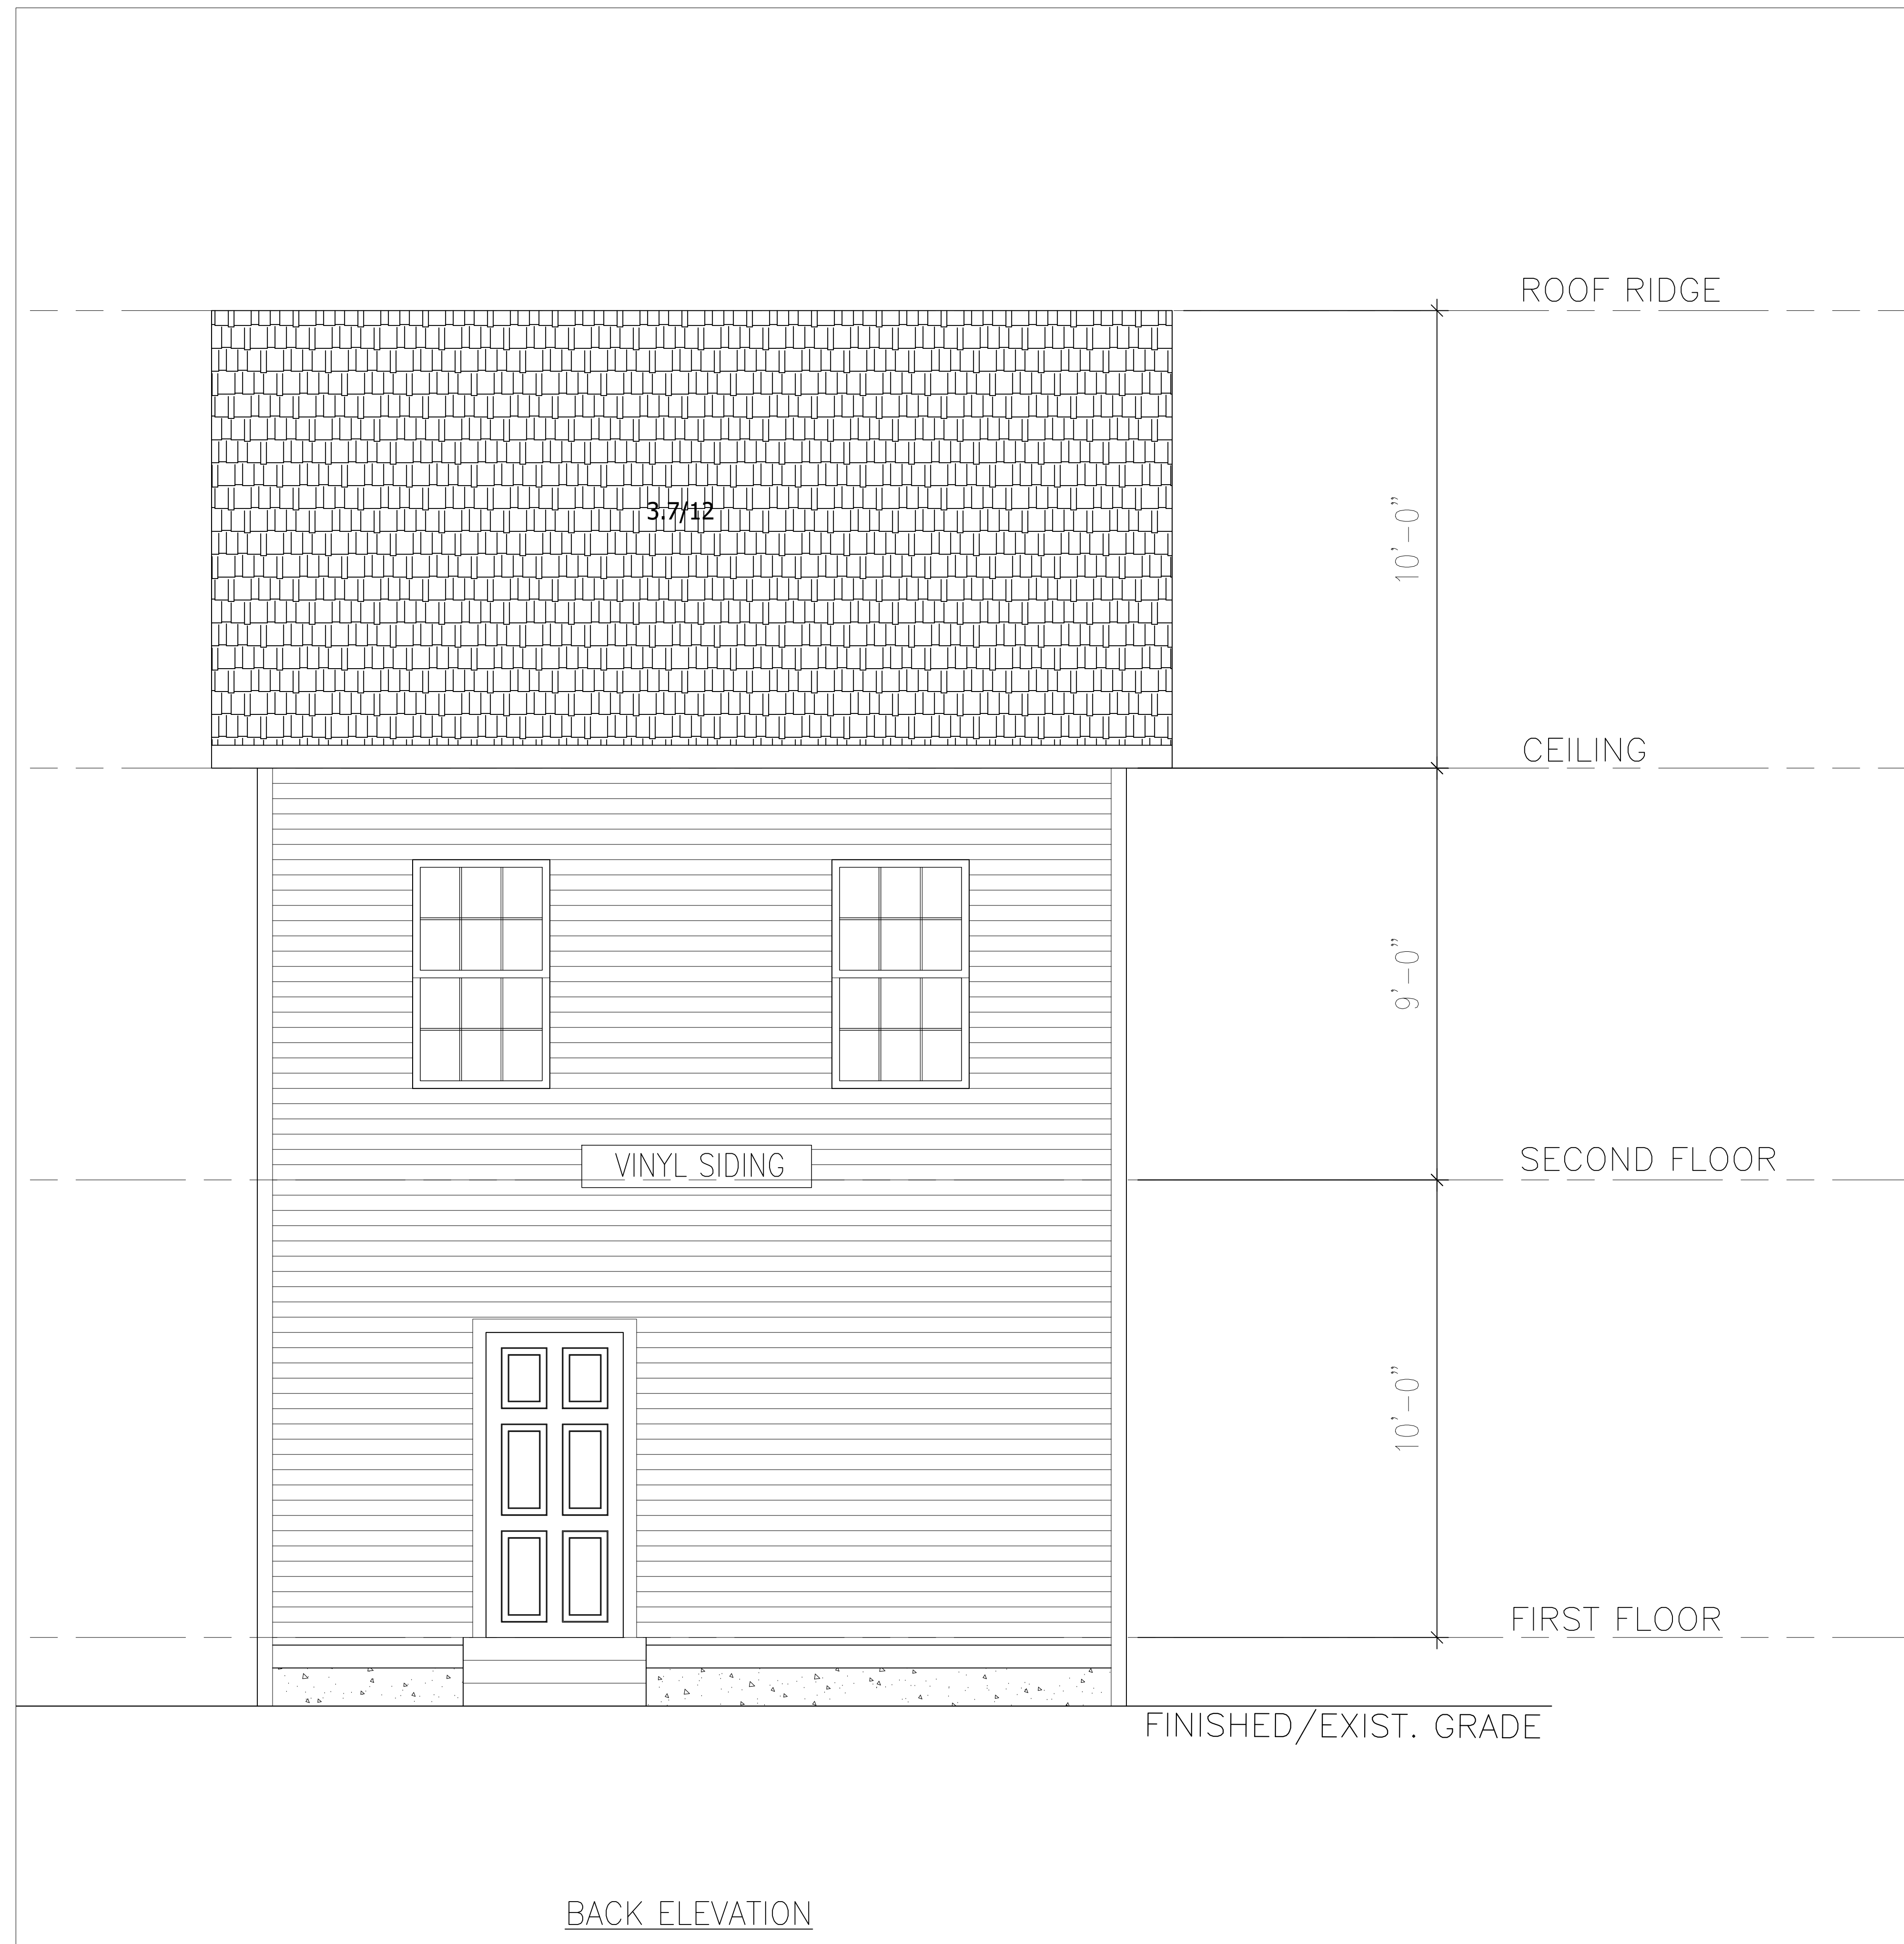 ROOF RIDGE
3.7/12
10'-0"
CEILING
9'-0"
VINYL SIDING
SECOND FLOOR
10'-0"
FIRST FLOOR
FINISHED/EXIST. GRADE
BACK ELEVATION